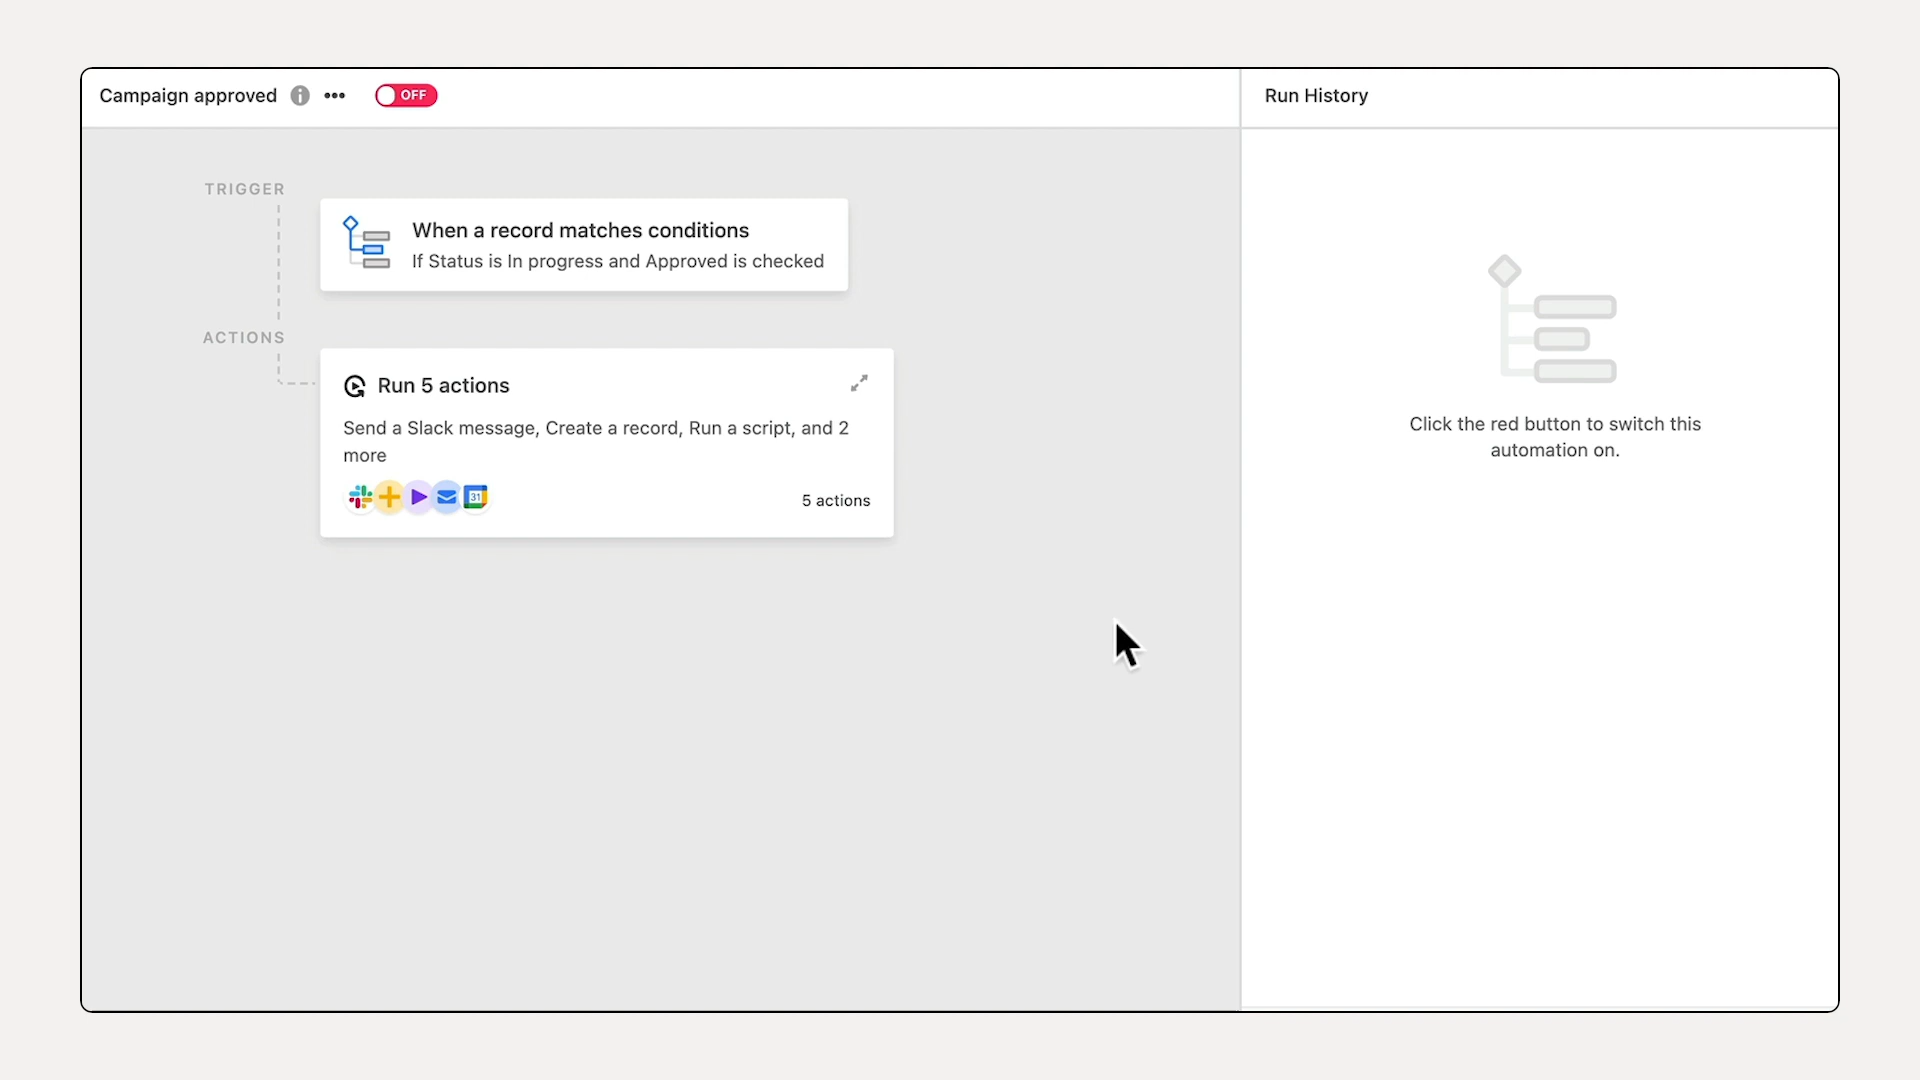 Campaign approved
OFF
Run History
TRIGGER
When a record matches conditions
If Status is In progress and Approved is checked
ACTIONS
Run 5 actions
Send a Slack message, Create a record, Run a script, and 2
more
31
5 actions
Click the red button to switch this
automation on.